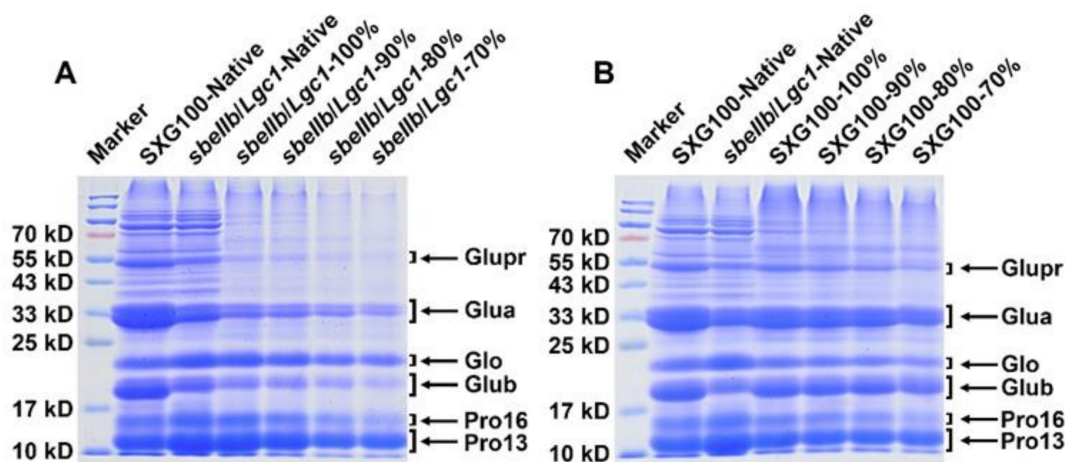 A
Marker
SXG100-Native
sbeIIb/Lgc1-Native
sbeIIb/Lgc1-100%
sbeIIb/Lgc1-90%
sbeIIb/Lgc1-80%
sbeIIb/Lgc1-70%
70 kD
55 kD
43 kD
33 kD
25 kD
17 kD
10 kD
Glupr
Glua
Glo
Glub
Pro16
Pro13
B
Marker
SXG100-Native
sbeIIb/Lgc1-Native
SXG100-100%
SXG100-90%
SXG100-80%
SXG100-70%
70 kD
55 kD
43 kD
33 kD
25 kD
17 kD
10 kD
Glupr
Glua
Glo
Glub
Pro16
Pro13